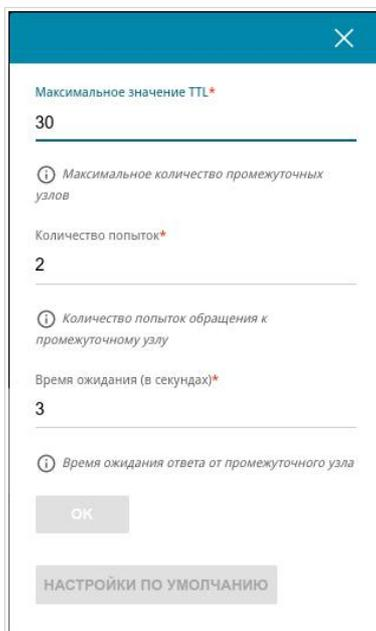 Максимальное значение TTL*
30
Максимальное количество промежуточных
узлов
Количество попыток*
2
Количество попыток обращения к
промежуточному узлу
Время ожидания (в секундах)*
3
Время ожидания ответа от промежуточного узла
OK
НАСТРОЙКИ ПО УМОЛЧАНИЮ